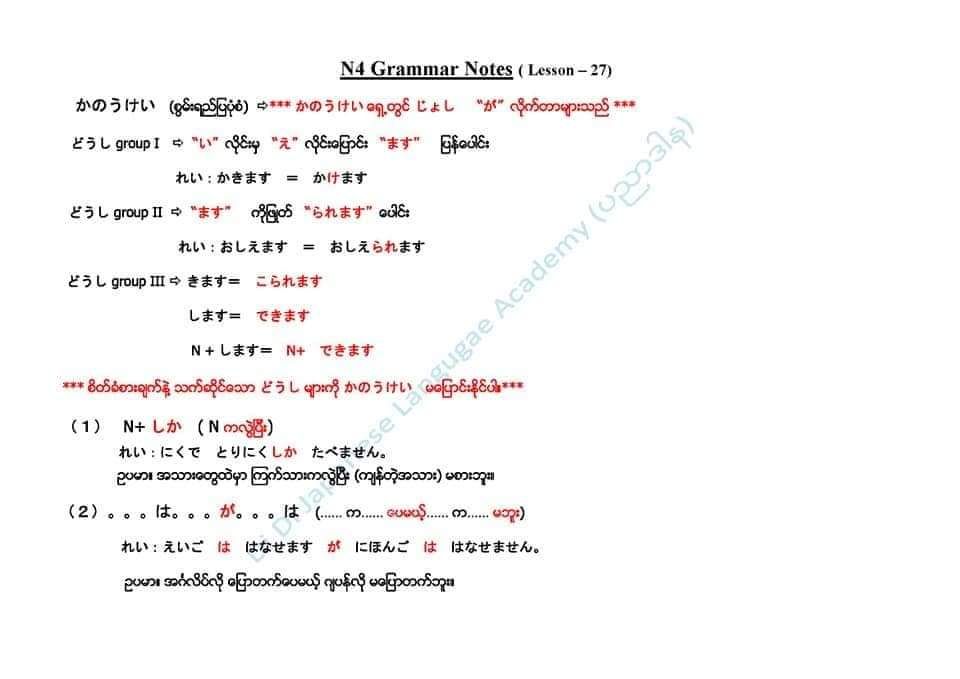 N4 Grammar Notes ( Lesson – 27)
かのうけい (စွမ်းရည်ပြပုံစံ) ⇨*** かのうけい ရှေ့တွင် じょし “が” လိုက်တာများသည် ***
どうし group I ⇨ “い” လိုင်းမှ “え” လိုင်းပြောင်း “ます” ပြန်ပေါင်း
れい : かきます = かけます
どうし group II ⇨ “ます” ကိုဖြုတ် “られます” ပေါင်း
れい : おしえます = おしえられます
どうし group III ⇨ きます= こられます
します= できます
N + します= N+ できます
*** စိတ်ခံစားချက်နဲ့ သက်ဆိုင်သော どうし များကို かのうけい မပြောင်းနိုင်ပါ။***
(1) N+ しか ( N ကလွဲပြီး)
れい : にくで とりにくしか たべません。
ဥပမာ။ အသားတွေထဲမှာ ကြက်သားကလွဲပြီး (ကျန်တဲ့အသား) မစားဘူး။
(2) 。。。は。。。が。。。は (...... က...... ပေမယ့်...... က...... မဘူး)
れい : えいご は はなせます が にほんご は はなせません。
ဥပမာ။ အင်္ဂလိပ်လို ပြောတတ်ပေမယ့် ဂျပန်လို မပြောတတ်ဘူး။
Japanese Langugae Academy (ပညာဒါန)